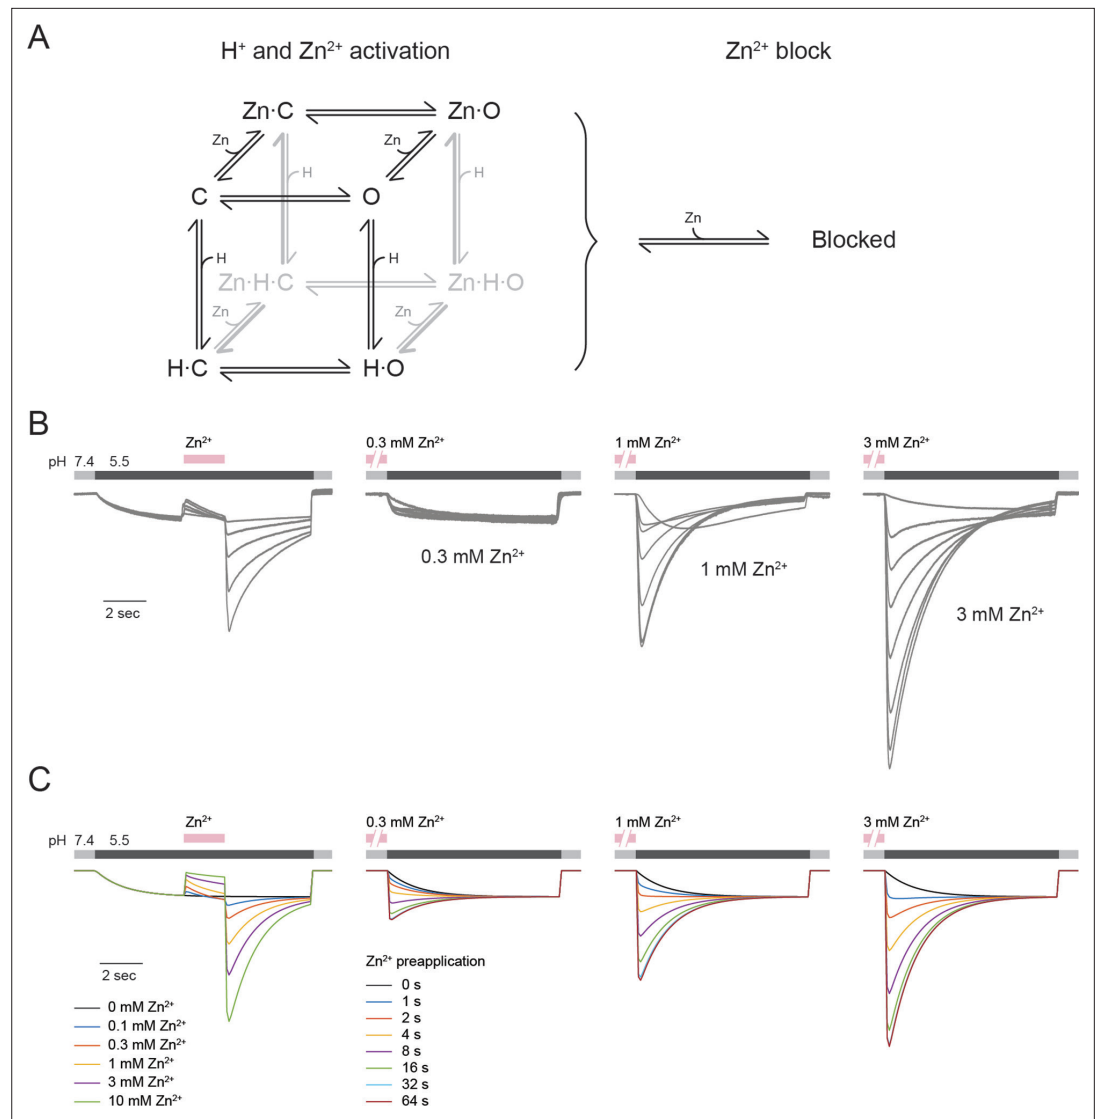 A
H⁺ and Zn²⁺ activation
Zn²⁺ block
Zn·C
Zn·O
Zn
Zn
H
H
C
O
Zn
Blocked
H
H
Zn·H·C
Zn·H·O
Zn
Zn
H·C
H·O
B
Zn²⁺
0.3 mM Zn²⁺
1 mM Zn²⁺
3 mM Zn²⁺
pH 7.4 5.5
0.3 mM Zn²⁺
1 mM Zn²⁺
2 sec
3 mM Zn²⁺
C
Zn²⁺
0.3 mM Zn²⁺
1 mM Zn²⁺
3 mM Zn²⁺
pH 7.4 5.5
2 sec
0 mM Zn²⁺
0.1 mM Zn²⁺
0.3 mM Zn²⁺
1 mM Zn²⁺
3 mM Zn²⁺
10 mM Zn²⁺
Zn²⁺ preapplication
0 s
1 s
2 s
4 s
8 s
16 s
32 s
64 s